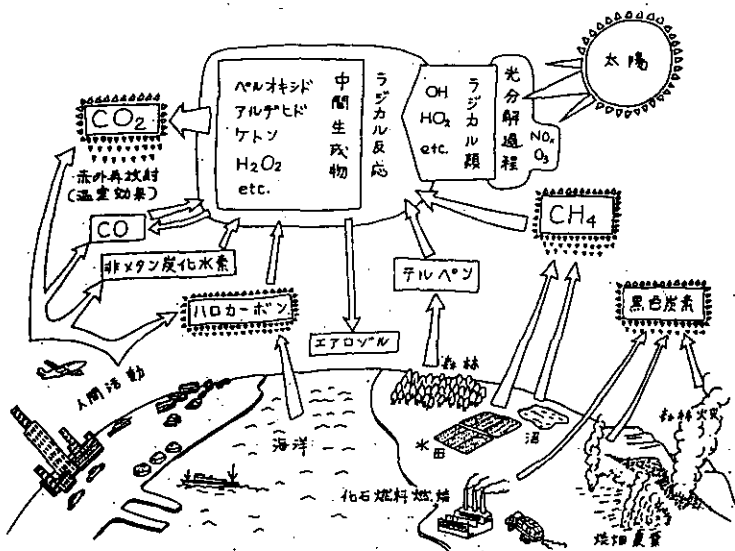 太陽
光分解過程
NOx
O3
ラジカル類
OH
HO2
etc.
ラジカル反応
中間生成物
ペルオキシド
アルデヒド
ケトン
H2O2
etc.
CO2
赤外再放射
(温室効果)
CO
非メタン炭化水素
ハロカーボン
エアロゾル
テルペン
CH4
黒色炭素
人間活動
海洋
森林
水田
沼
化石燃料燃焼
森林火災
焼畑農業